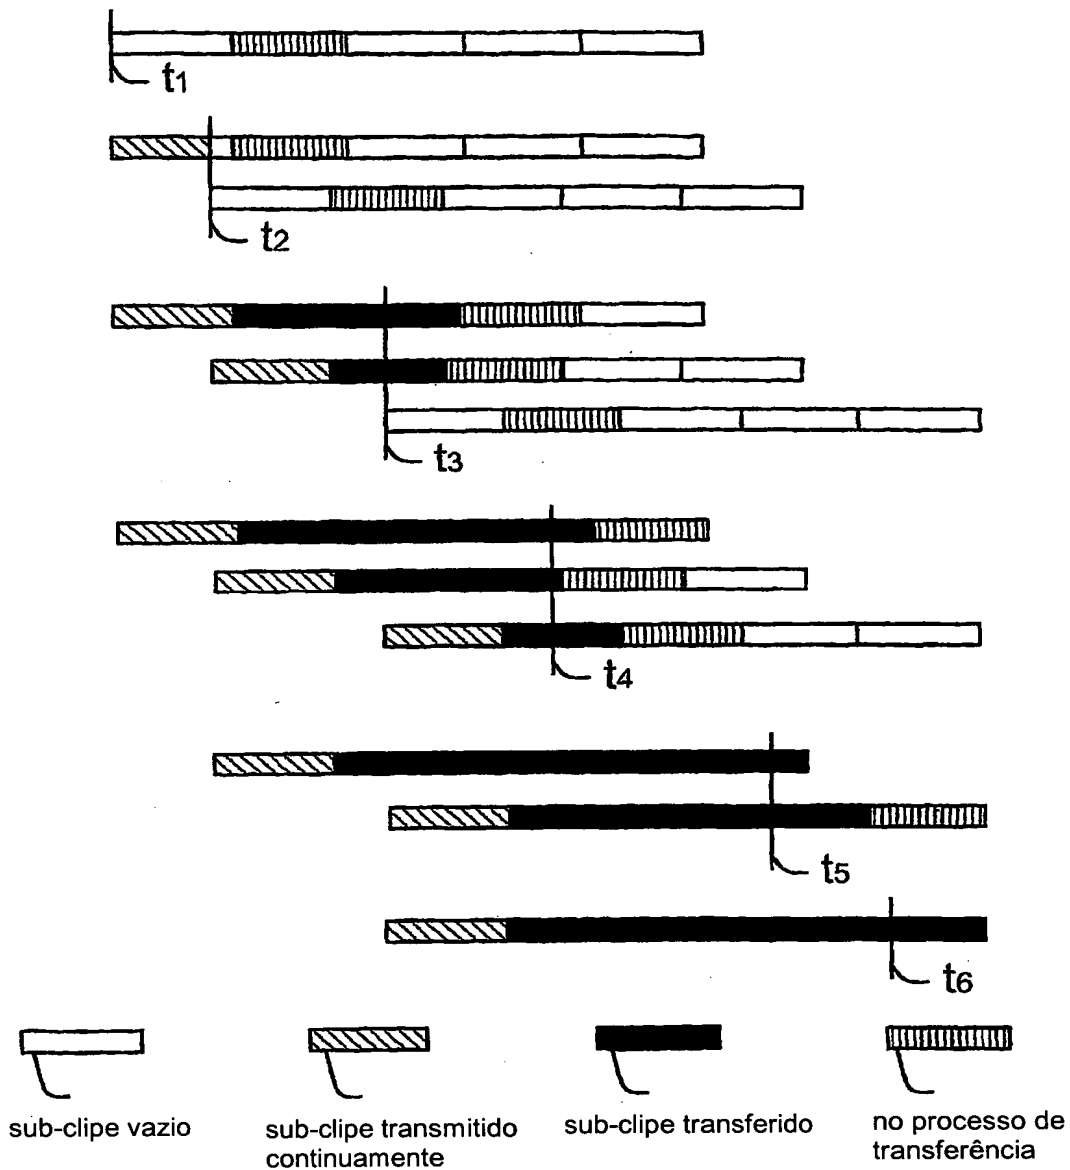 t1
t2
t3
t4
t5
t6
sub-clipe vazio
sub-clipe transmitido
continuamente
sub-clipe transferido
no processo de
transferência